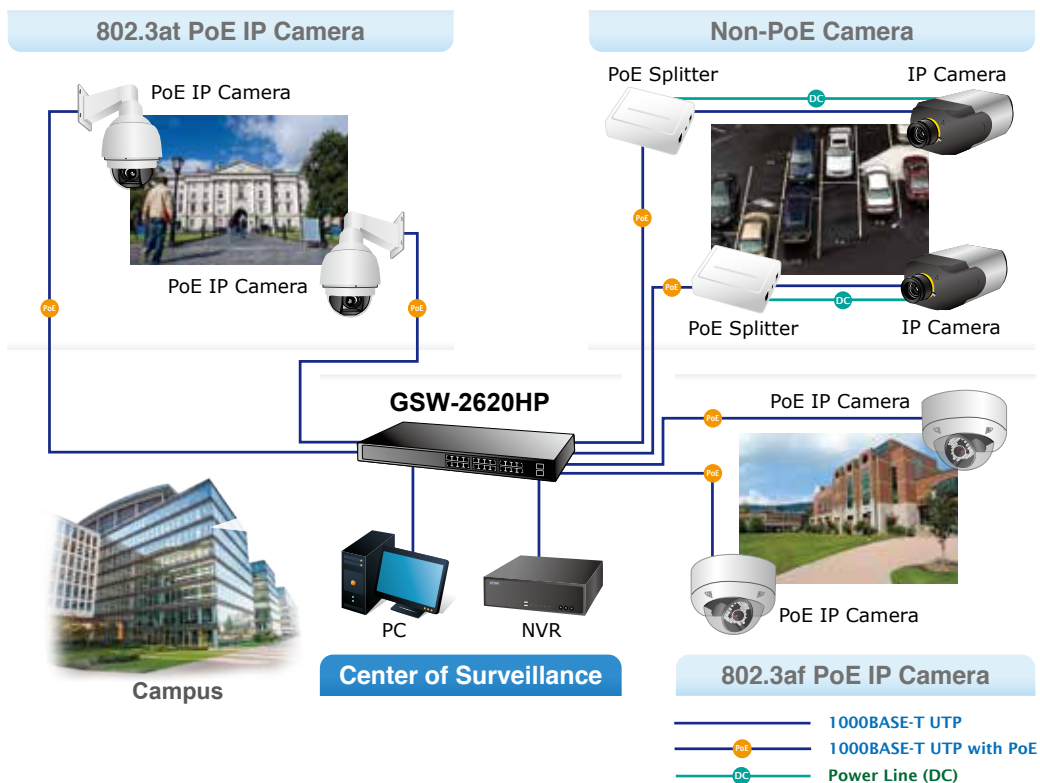 802.3at PoE IP Camera
Non-PoE Camera
PoE IP Camera
PoE Splitter
IP Camera
DC
PoE
PoE IP Camera
PoE
PoE
PoE
DC
PoE Splitter
IP Camera
GSW-2620HP
PoE IP Camera
PoE
PoE
PC
NVR
PoE IP Camera
Campus
Center of Surveillance
802.3af PoE IP Camera
1000BASE-T UTP
PoE
1000BASE-T UTP with PoE
DC
Power Line (DC)